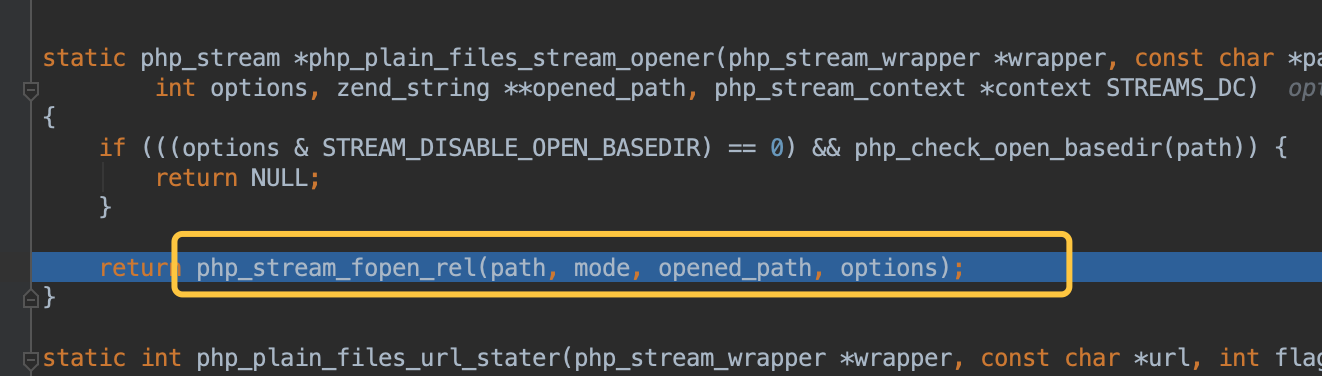 static php_stream *php_plain_files_stream_opener(php_stream_wrapper *wrapper, const char *pa
int options, zend_string **opened_path, php_stream_context *context STREAMS_DC) opt
{
if (((options & STREAM_DISABLE_OPEN_BASEDIR) == 0) && php_check_open_basedir(path)) {
return NULL;
}
return php_stream_fopen_rel(path, mode, opened_path, options);
}
static int php_plain_files_url_stater(php_stream_wrapper *wrapper, const char *url, int flag